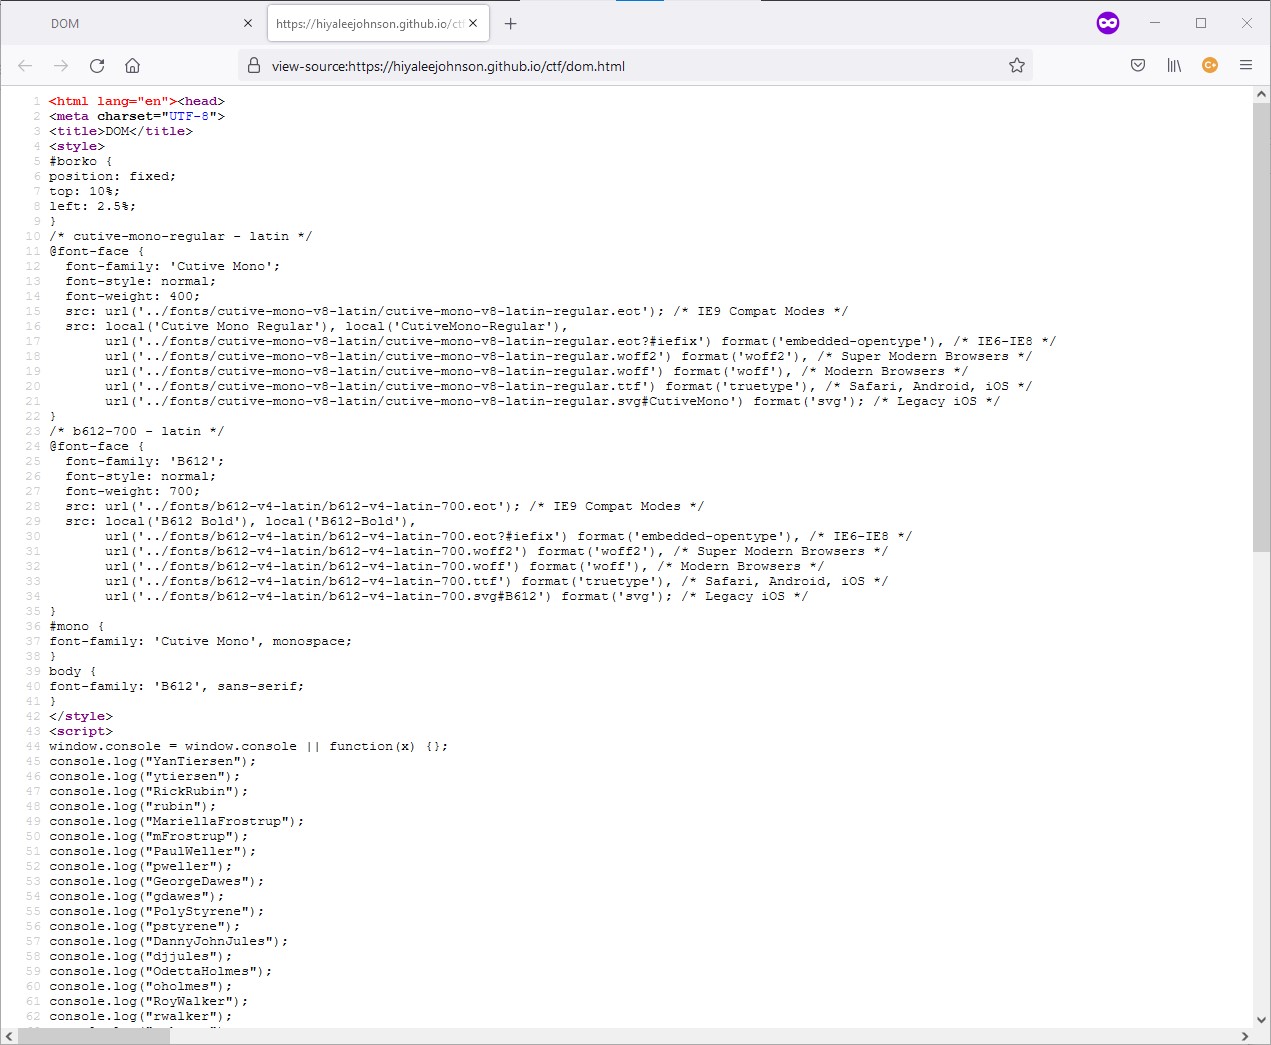 DOM
https://hiyaleejohnson.github.io/ctf
view-source:https://hiyaleejohnson.github.io/ctf/dom.html
C+
1 <html lang="en"><head>
2 <meta charset="UTF-8">
3 <title>DOM</title>
4 <style>
5 #borko {
6 position: fixed;
7 top: 10%;
8 left: 2.5%;
9 }
10 /* cutive-mono-regular - latin */
11 @font-face {
12 font-family: 'Cutive Mono';
13 font-style: normal;
14 font-weight: 400;
15 src: url('../fonts/cutive-mono-v8-latin/cutive-mono-v8-latin-regular.eot'); /* IE9 Compat Modes */
16 src: local('Cutive Mono Regular'), local('CutiveMono-Regular'),
17 url('../fonts/cutive-mono-v8-latin/cutive-mono-v8-latin-regular.eot?#iefix') format('embedded-opentype'), /* IE6-IE8 */
18 url('../fonts/cutive-mono-v8-latin/cutive-mono-v8-latin-regular.woff2') format('woff2'), /* Super Modern Browsers */
19 url('../fonts/cutive-mono-v8-latin/cutive-mono-v8-latin-regular.woff') format('woff'), /* Modern Browsers */
20 url('../fonts/cutive-mono-v8-latin/cutive-mono-v8-latin-regular.ttf') format('truetype'), /* Safari, Android, iOS */
21 url('../fonts/cutive-mono-v8-latin/cutive-mono-v8-latin-regular.svg#CutiveMono') format('svg'); /* Legacy iOS */
22 }
23 /* b612-700 - latin */
24 @font-face {
25 font-family: 'B612';
26 font-style: normal;
27 font-weight: 700;
28 src: url('../fonts/b612-v4-latin/b612-v4-latin-700.eot'); /* IE9 Compat Modes */
29 src: local('B612 Bold'), local('B612-Bold'),
30 url('../fonts/b612-v4-latin/b612-v4-latin-700.eot?#iefix') format('embedded-opentype'), /* IE6-IE8 */
31 url('../fonts/b612-v4-latin/b612-v4-latin-700.woff2') format('woff2'), /* Super Modern Browsers */
32 url('../fonts/b612-v4-latin/b612-v4-latin-700.woff') format('woff'), /* Modern Browsers */
33 url('../fonts/b612-v4-latin/b612-v4-latin-700.ttf') format('truetype'), /* Safari, Android, iOS */
34 url('../fonts/b612-v4-latin/b612-v4-latin-700.svg#B612') format('svg'); /* Legacy iOS */
35 }
36 #mono {
37 font-family: 'Cutive Mono', monospace;
38 }
39 body {
40 font-family: 'B612', sans-serif;
41 }
42 </style>
43 <script>
44 window.console = window.console || function(x) {};
45 console.log("YanTiersen");
46 console.log("ytiersen");
47 console.log("RickRubin");
48 console.log("rubin");
49 console.log("MariellaFrostrup");
50 console.log("mFrostrup");
51 console.log("PaulWeller");
52 console.log("pweller");
53 console.log("GeorgeDawes");
54 console.log("gdawes");
55 console.log("PolyStyrene");
56 console.log("pstyrene");
57 console.log("DannyJohnJules");
58 console.log("djjules");
59 console.log("OdettaHolmes");
60 console.log("oholmes");
61 console.log("RoyWalker");
62 console.log("rwalker");